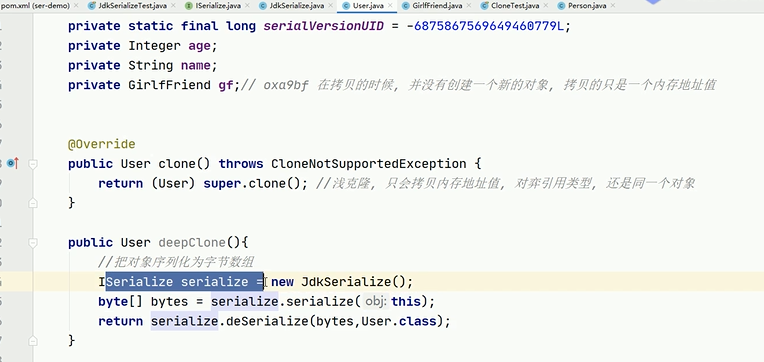 pom.xml (ser-demo) JdkSerializeTest.java ISerialize.java JdkSerialize.java User.java GirlfFriend.java CloneTest.java Person.java
private static final long serialVersionUID = -6875867569649460779L;
private Integer age;
private String name;
private GirlfFriend gf;// oxa9bf 在拷贝的时候, 并没有创建一个新的对象, 拷贝的只是一个内存地址值
@Override
public User clone() throws CloneNotSupportedException {
return (User) super.clone(); //浅克隆, 只会拷贝内存地址值, 对弈引用类型, 还是同一个对象
}
public User deepClone(){
//把对象序列化为字节数组
ISerialize serialize = new JdkSerialize();
byte[] bytes = serialize.serialize( obj: this);
return serialize.deSerialize(bytes,User.class);
}